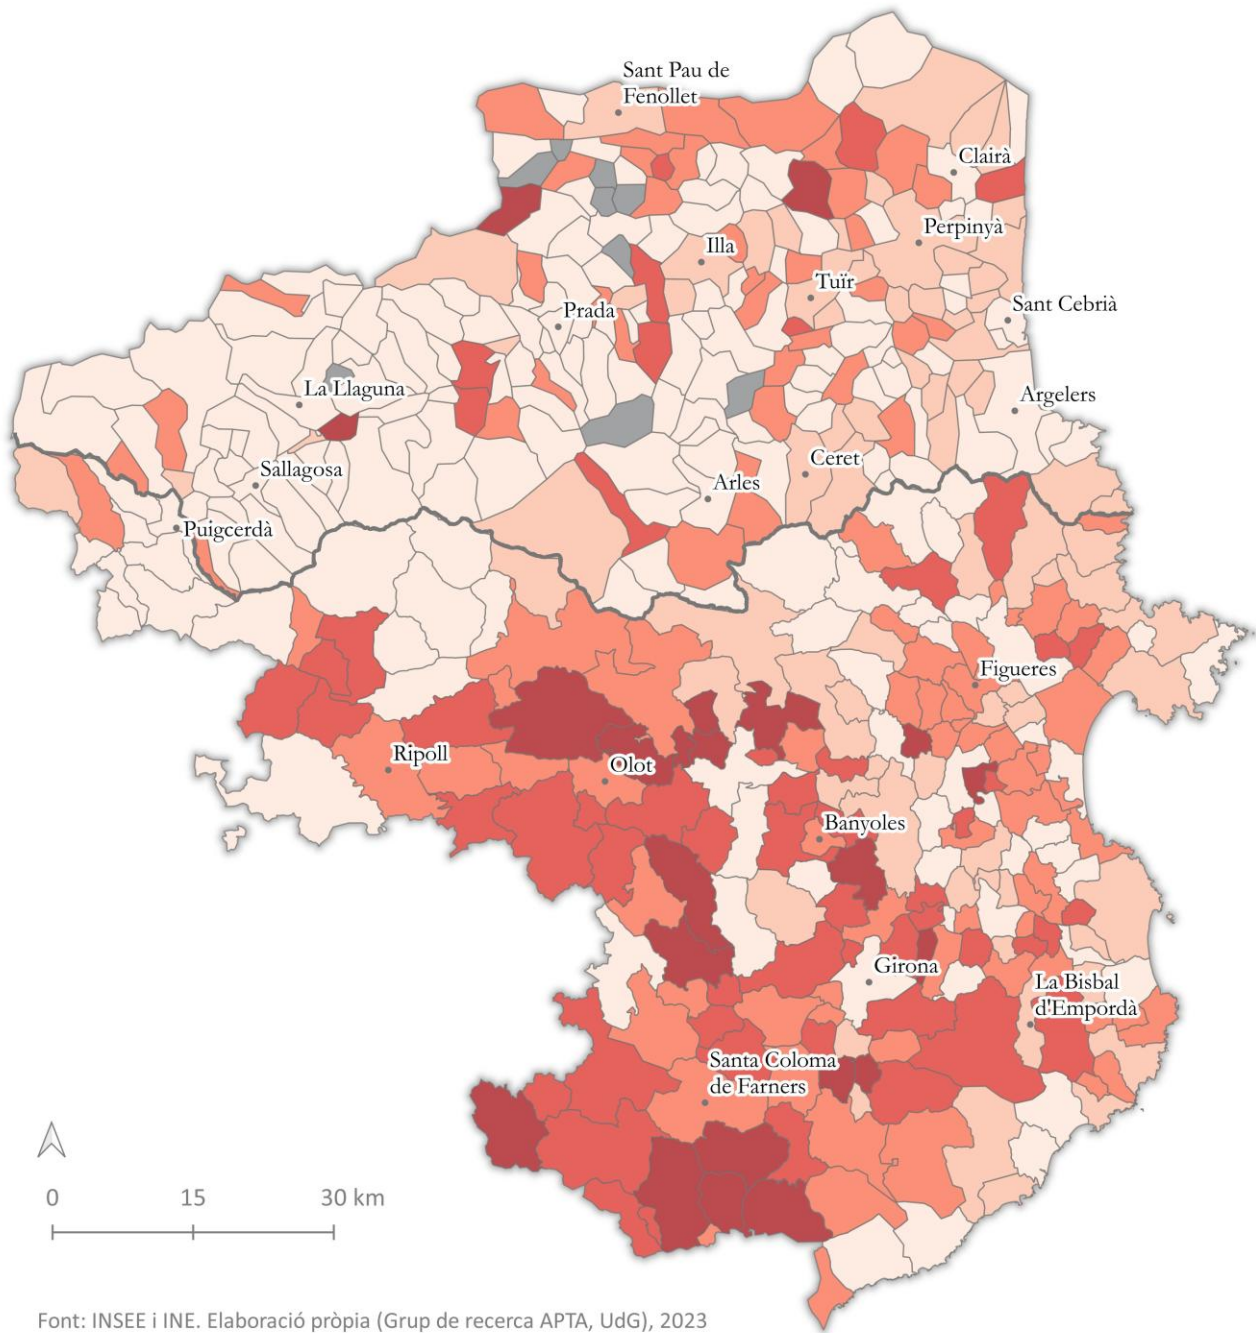 Sant Pau de
Fenollet
Clairà
Perpinyà
Illa
Tuïr
Sant Cebrià
Prada
La Llaguna
Argelers
Sallagosa
Ceret
Arles
Puigcerdà
Figueres
Ripoll
Olot
Banyoles
Girona
La Bisbal
d'Empordà
Santa Coloma
de Farners
0 15 30 km
Font: INSEE i INE. Elaboració pròpia (Grup de recerca APTA, UdG), 2023